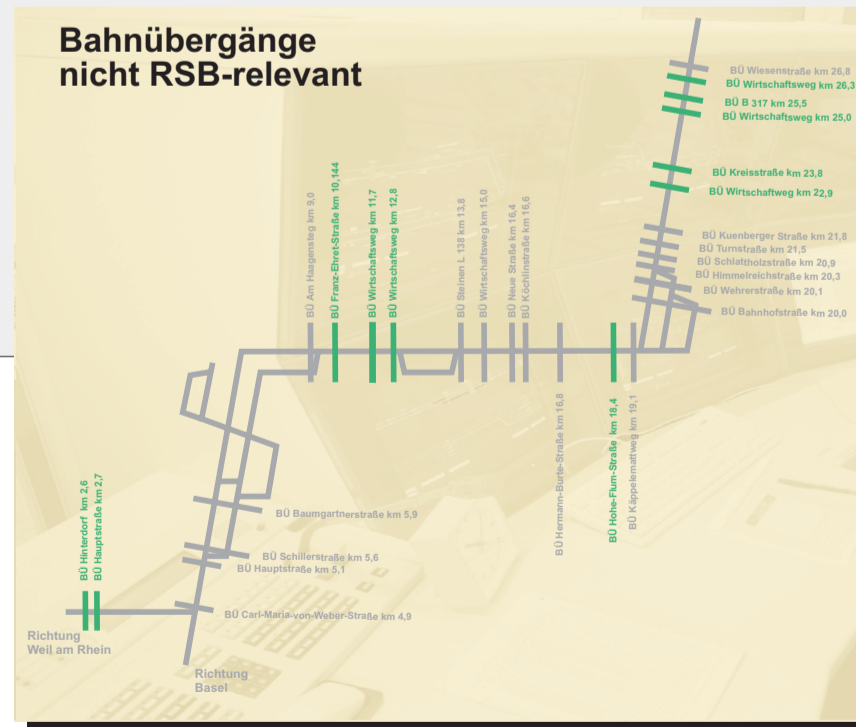 Bahnübergänge
nicht RSB-relevant
BÜ Wiesenstraße km 26,8
BÜ Wirtschaftsweg km 26,3
BÜ B 317 km 25,5
BÜ Wirtschaftsweg km 25,0
BÜ Kreisstraße km 23,8
BÜ Wirtschaftweg km 22,9
BÜ Kuenberger Straße km 21,8
BÜ Turnstraße km 21,5
BÜ Schlattholzstraße km 20,9
BÜ Himmelreichstraße km 20,3
BÜ Wehrerstraße km 20,1
BÜ Bahnhofstraße km 20,0
BÜ Am Haagensteg km 9,0
BÜ Franz-Ehret-Straße km 10,144
BÜ Wirtschaftsweg km 11,7
BÜ Wirtschaftsweg km 12,8
BÜ Steinen L 138 km 13,8
BÜ Wirtschaftsweg km 15,0
BÜ Neue Straße km 16,4
BÜ Köchlinstraße km 16,6
BÜ Hermann-Burte-Straße km 16,8
BÜ Hohe-Flum-Straße km 18,4
BÜ Käppelemattweg km 19,1
BÜ Hinterdorf km 2,6
BÜ Hauptstraße km 2,7
BÜ Baumgartnerstraße km 5,9
BÜ Schillerstraße km 5,6
BÜ Hauptstraße km 5,1
BÜ Carl-Maria-von-Weber-Straße km 4,9
Richtung
Weil am Rhein
Richtung
Basel